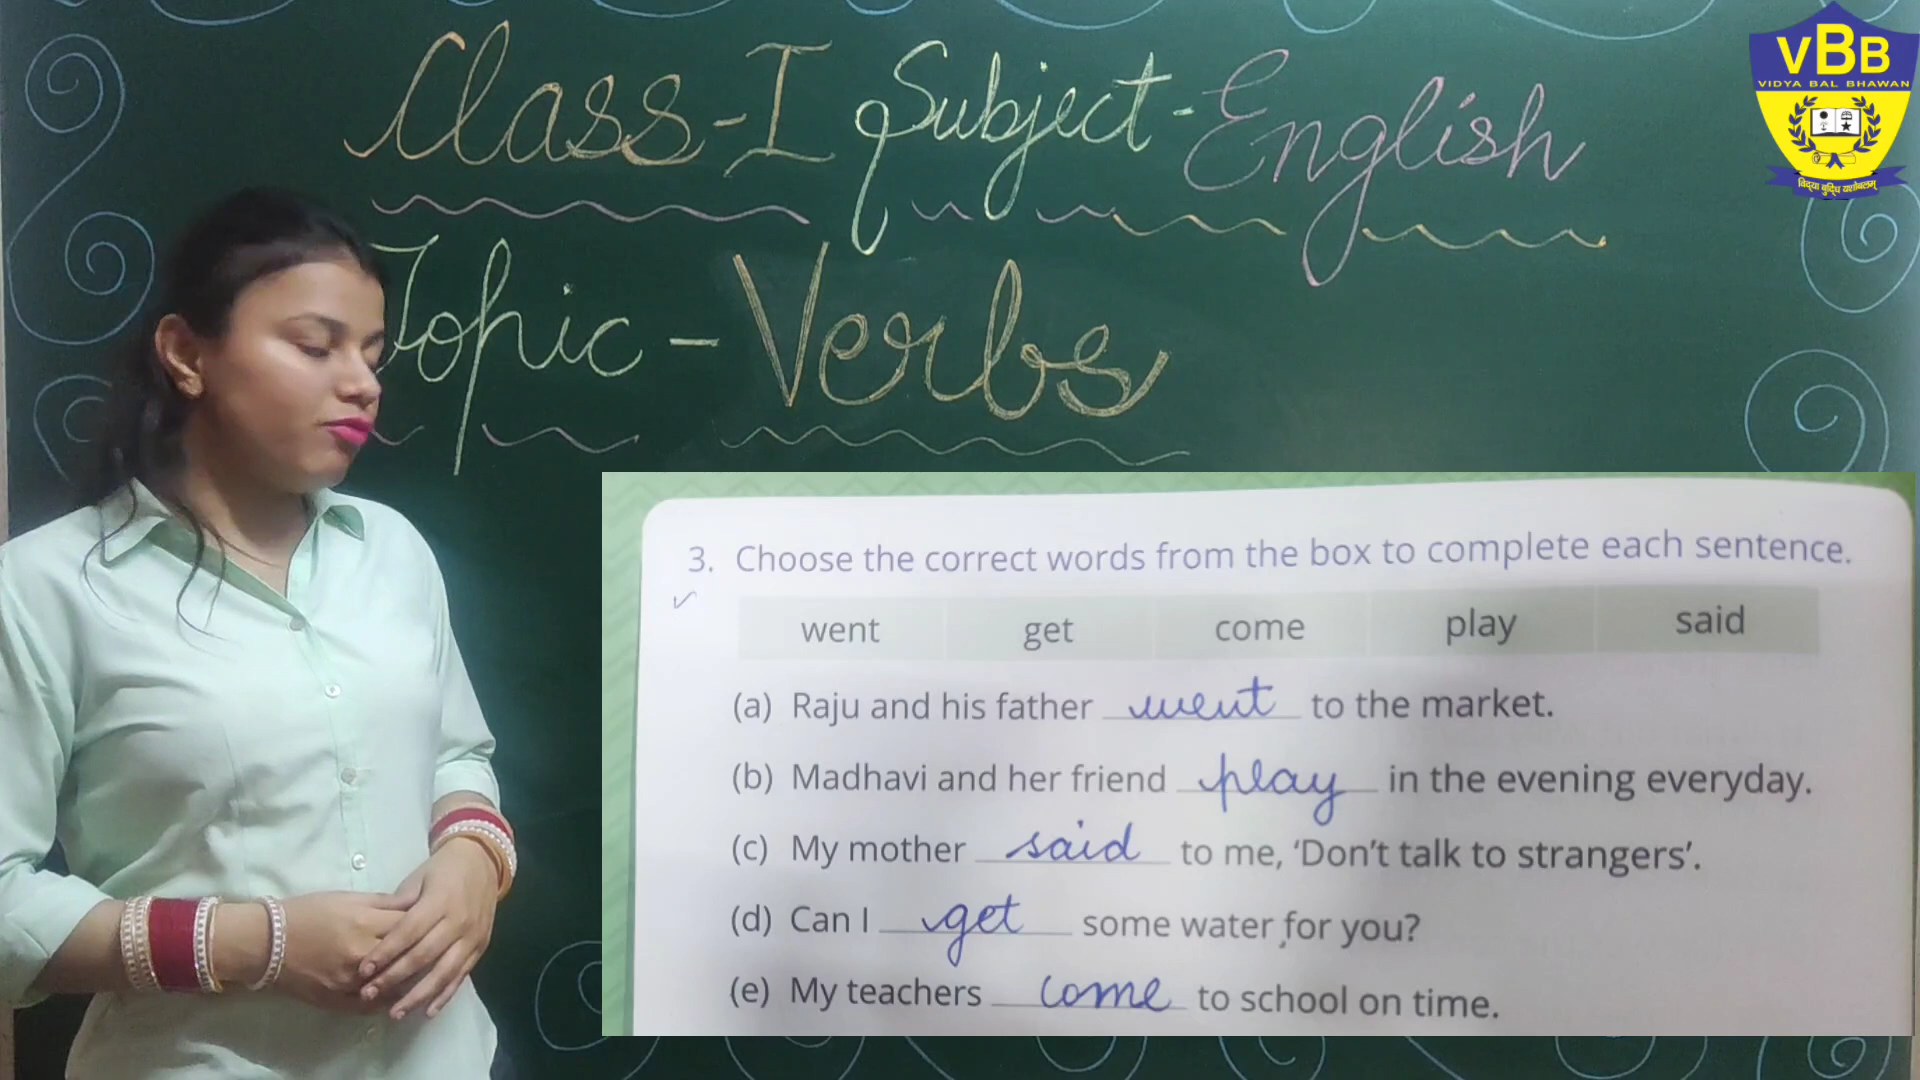 Class-I Subject-English
Topic-Verbs
VBB
VIDYA BAL BHAWAN
विद्या बुद्धि यशोबलम्
3. Choose the correct words from the box to complete each sentence.
went get come play said
(a) Raju and his father went to the market.
(b) Madhavi and her friend play in the evening everyday.
(c) My mother said to me, ‘Don’t talk to strangers’.
(d) Can I get some water for you?
(e) My teachers come to school on time.